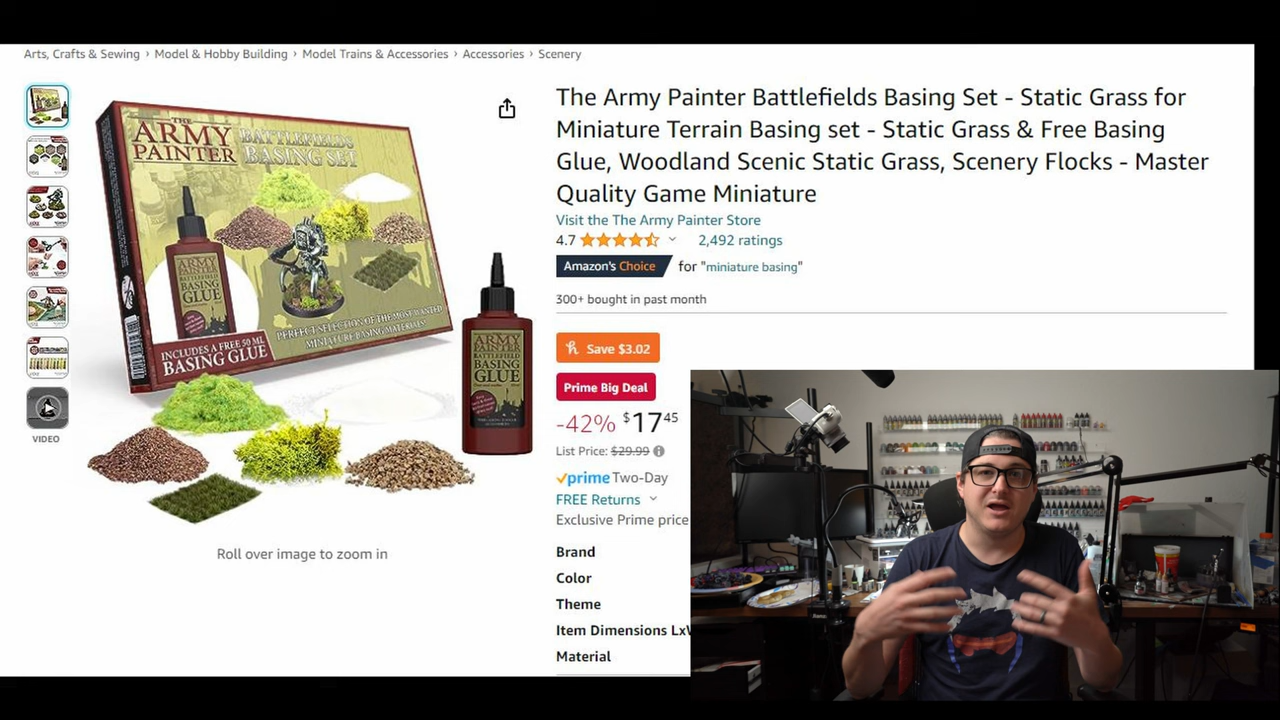 Arts, Crafts & Sewing › Model & Hobby Building › Model Trains & Accessories › Accessories › Scenery
THE
ARMY
PAINTER
BATTLEFIELDS
BASING SET
ARMY
PAINTER
BATTLEFIELDS
BASING
GLUE
INCLUDES A FREE 50 ML
BASING GLUE
PERFECT SELECTION OF THE MOST WANTED
MINIATURE BASING MATERIALS
ARMY
PAINTER
BATTLEFIELD
BASING
GLUE
VIDEO
Roll over image to zoom in
The Army Painter Battlefields Basing Set - Static Grass for
Miniature Terrain Basing set - Static Grass & Free Basing
Glue, Woodland Scenic Static Grass, Scenery Flocks - Master
Quality Game Miniature
Visit the The Army Painter Store
4.7 2,492 ratings
Amazon's Choice for "miniature basing"
300+ bought in past month
Save $3.02
Prime Big Deal
-42% $17 45
List Price: $29.99
prime Two-Day
FREE Returns
Exclusive Prime price
Brand
Color
Theme
Item Dimensions Lx
Material